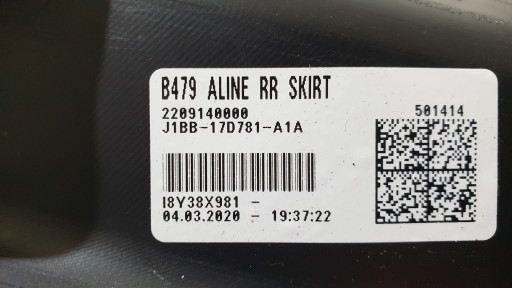 B479 ALINE RR SKIRT
2209140000
J1BB-17D781-A1A
501414
I8Y38X981 -
04.03.2020 - 19:37:22